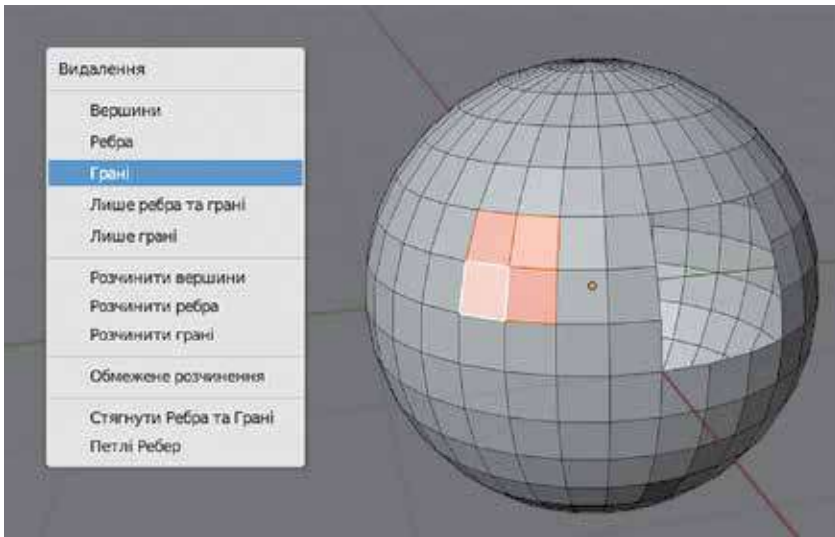 Видалення
Вершини
Ребра
Грані
Лише ребра та грані
Лише грані
Розчинити вершини
Розчинити ребра
Розчинити грані
Обмежене розчинення
Стягнути Ребра та Грані
Петлі Ребер